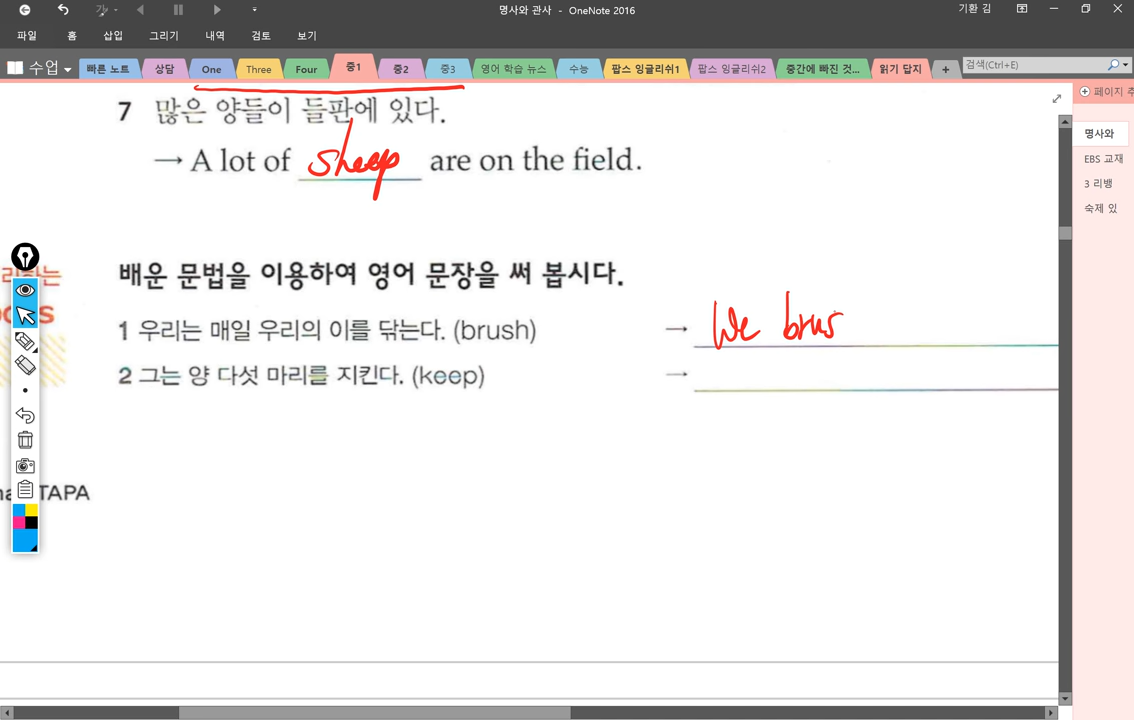 명사와 관사 - OneNote 2016
기환 김
파일 홈 삽입 그리기 내역 검토 보기
수업 빠른 노트 상담 One Three Four 중1 중2 중3 영어 학습 뉴스 수능 팝스 잉글리쉬1 팝스 잉글리쉬2 중간에 빠진 것... 읽기 답지 + 검색(Ctrl+E)
페이지 추
명사와
EBS 교재
3 리뱅
숙제 있
7 많은 양들이 들판에 있다.
→ A lot of sheep are on the field.
배운 문법을 이용하여 영어 문장을 써 봅시다.
1 우리는 매일 우리의 이를 닦는다. (brush) → We brus
2 그는 양 다섯 마리를 지킨다. (keep) →
TAPA